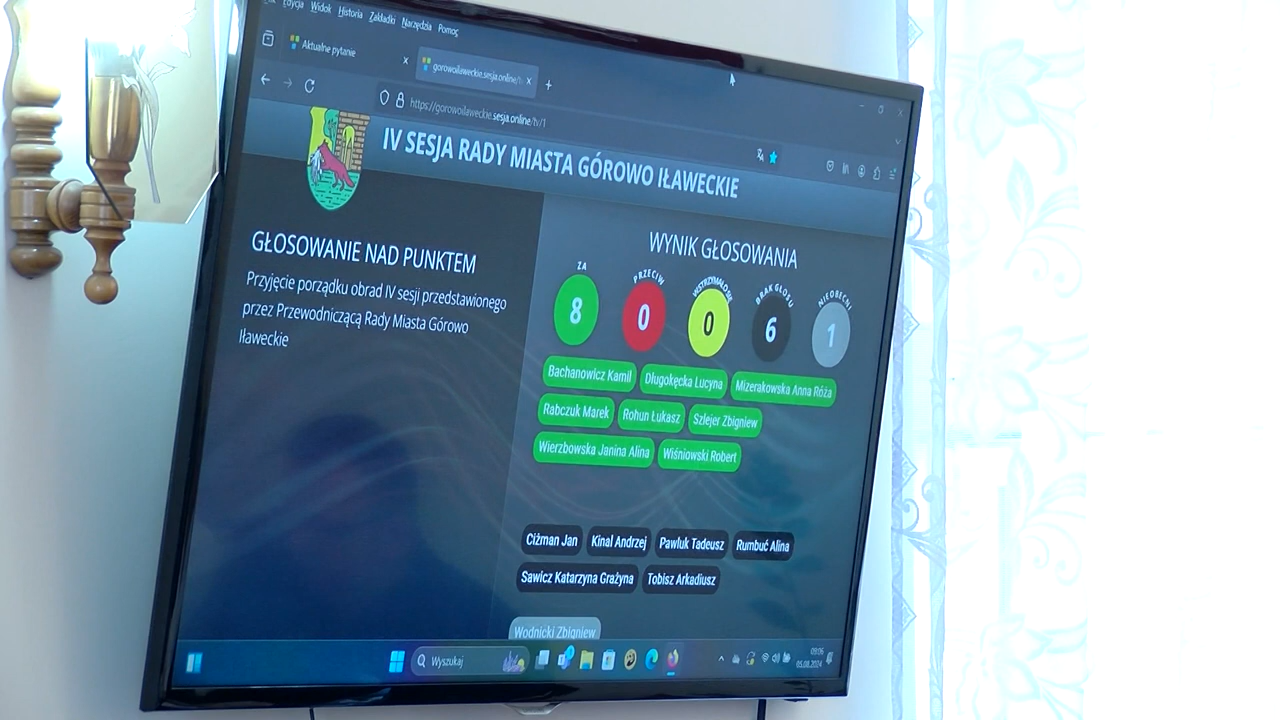 Edycja Widok Historia Zakładki Narzędzia Pomoc
Aktualne pytanie
gorowoilaweckie.sesja.online/t
https://gorowoilaweckie.sesja.online/tv/1
IV SESJA RADY MIASTA GÓROWO IŁAWECKIE
GŁOSOWANIE NAD PUNKTEM
Przyjęcie porządku obrad IV sesji przedstawionego
przez Przewodniczącą Rady Miasta Górowo
Iławeckie
WYNIK GŁOSOWANIA
ZA PRZECIW WSTRZYMAŁO SIĘ BRAK GŁOSU NIEOBECNI
8 0 0 6 1
Bachanowicz Kamil Długokęcka Lucyna Mizerakowska Anna Róża
Rabczuk Marek Rohun Łukasz Szlejer Zbigniew
Wierzbowska Janina Alina Wiśniowski Robert
Ciżman Jan Kinal Andrzej Pawluk Tadeusz Rumbuć Alina
Sawicz Katarzyna Grażyna Tobisz Arkadiusz
Wodnicki Zbigniew
Wyszukaj
09:06
05.08.2024